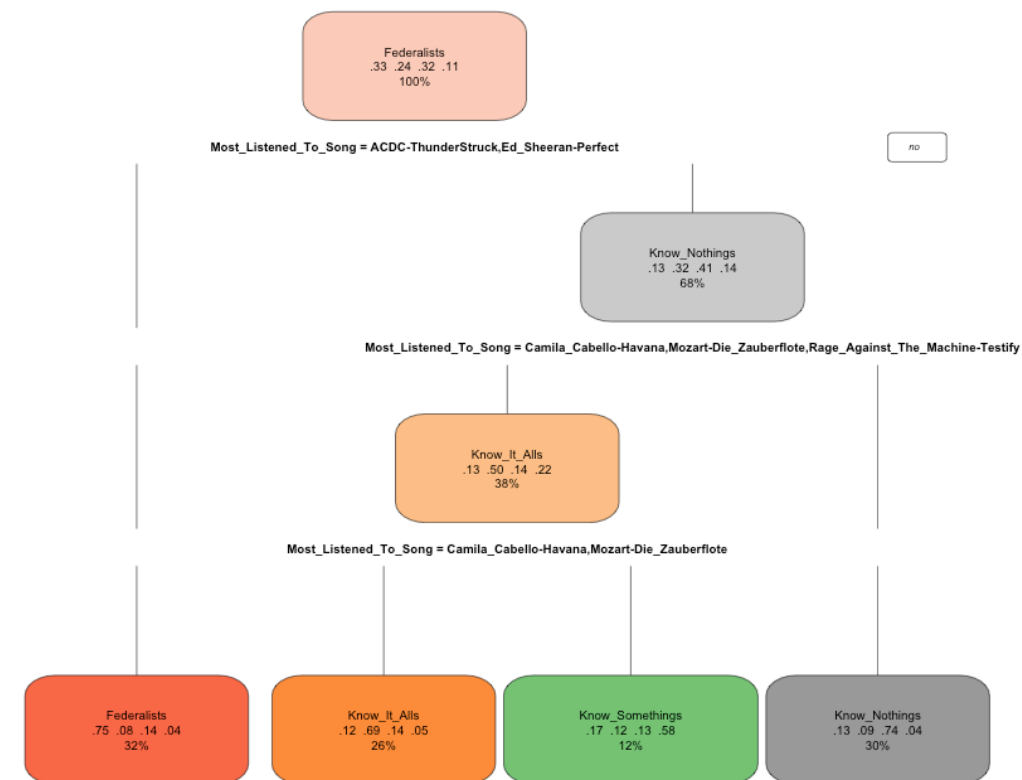 Federalists
.33 .24 .32 .11
100%
Most_Listened_To_Song = ACDC-ThunderStruck,Ed_Sheeran-Perfect
no
Know_Nothings
.13 .32 .41 .14
68%
Most_Listened_To_Song = Camila_Cabello-Havana,Mozart-Die_Zauberflote,Rage_Against_The_Machine-Testify
Know_It_Alls
.13 .50 .14 .22
38%
Most_Listened_To_Song = Camila_Cabello-Havana,Mozart-Die_Zauberflote
Federalists
.75 .08 .14 .04
32%
Know_It_Alls
.12 .69 .14 .05
26%
Know_Somethings
.17 .12 .13 .58
12%
Know_Nothings
.13 .09 .74 .04
30%